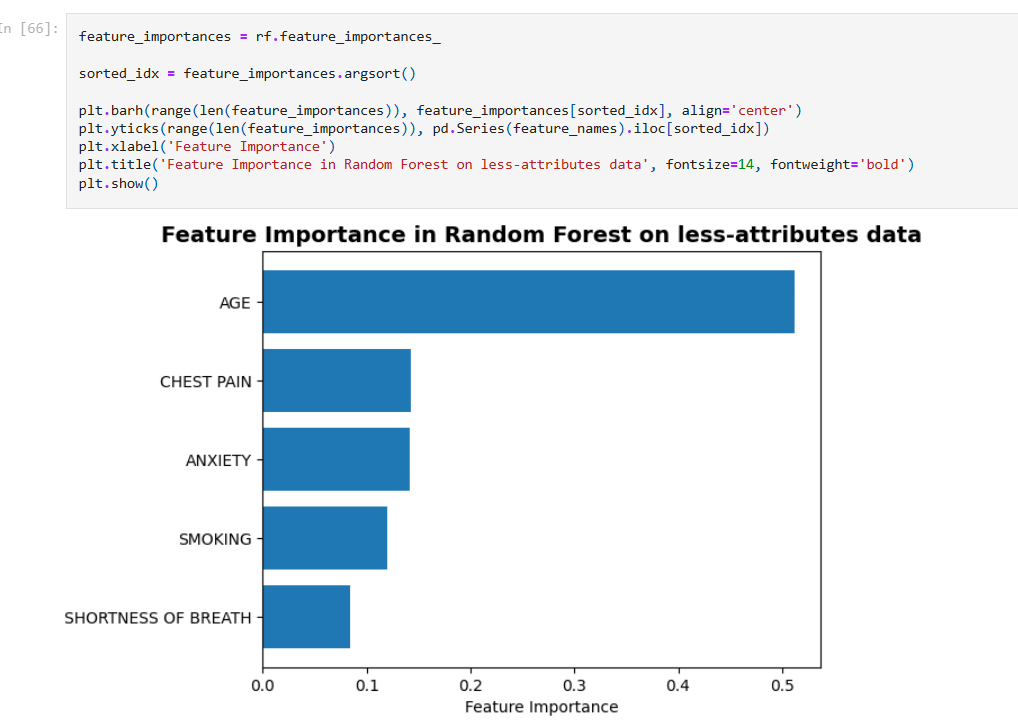 In [66]:
feature_importances = rf.feature_importances_
sorted_idx = feature_importances.argsort()
plt.barh(range(len(feature_importances)), feature_importances[sorted_idx], align='center')
plt.yticks(range(len(feature_importances)), pd.Series(feature_names).iloc[sorted_idx])
plt.xlabel('Feature Importance')
plt.title('Feature Importance in Random Forest on less-attributes data', fontsize=14, fontweight='bold')
plt.show()
Feature Importance in Random Forest on less-attributes data
AGE
CHEST PAIN
ANXIETY
SMOKING
SHORTNESS OF BREATH
0.0 0.1 0.2 0.3 0.4 0.5
Feature Importance